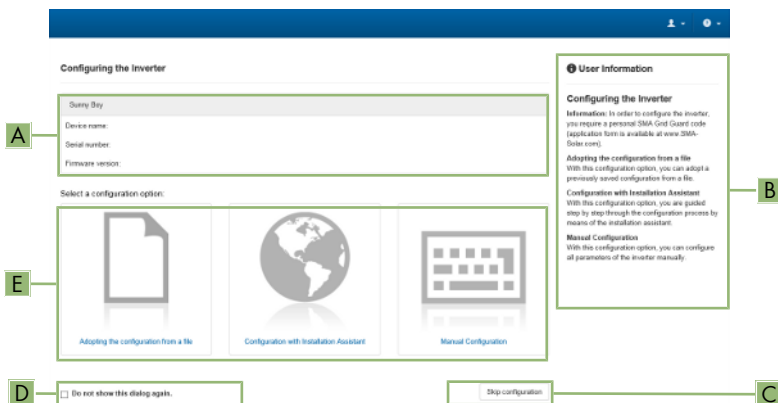 Configuring the Inverter
Sunny Boy
Device name:
Serial number:
Firmware version:
A
Select a configuration option:
E
Adopting the configuration from a file
Configuration with Installation Assistant
Manual Configuration
D
Do not show this dialog again.
Skip configuration
C
User Information
Configuring the Inverter
Information: In order to configure the inverter,
you require a personal SMA Grid Guard code
(application form is available at www.SMA-
Solar.com).
Adopting the configuration from a file
With this configuration option, you can adopt a
previously saved configuration from a file.
Configuration with Installation Assistant
With this configuration option, you are guided
step by step through the configuration process by
means of the installation assistant.
Manual Configuration
With this configuration option, you can configure
all parameters of the inverter manually.
B